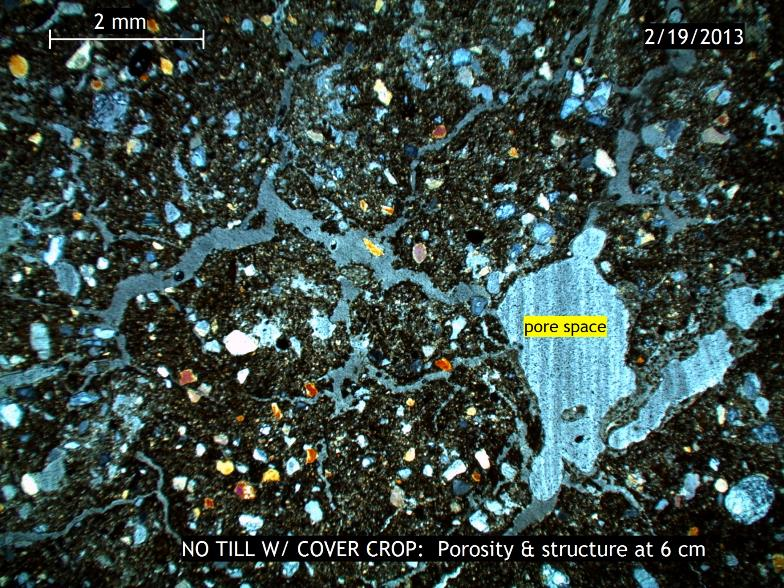 2 mm
2/19/2013
pore space
NO TILL W/ COVER CROP: Porosity & structure at 6 cm